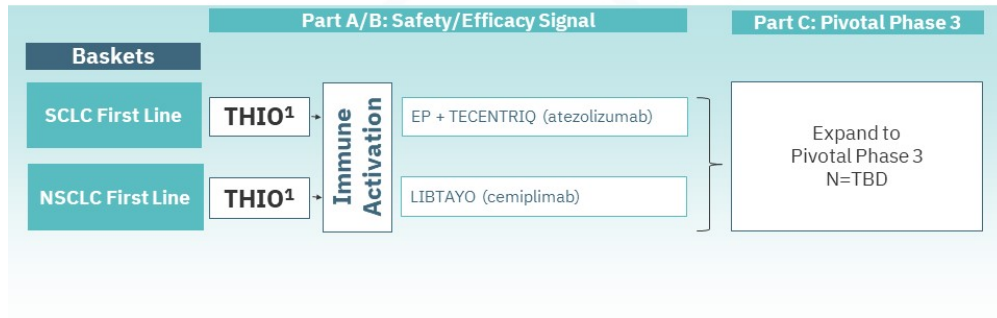 Part A/B: Safety/Efficacy Signal
Part C: Pivotal Phase 3
Baskets
SCLC First Line
THIO¹
Immune
Activation
EP + TECENTRIQ (atezolizumab)
NSCLC First Line
THIO¹
LIBTAYO (cemiplimab)
Expand to
Pivotal Phase 3
N=TBD